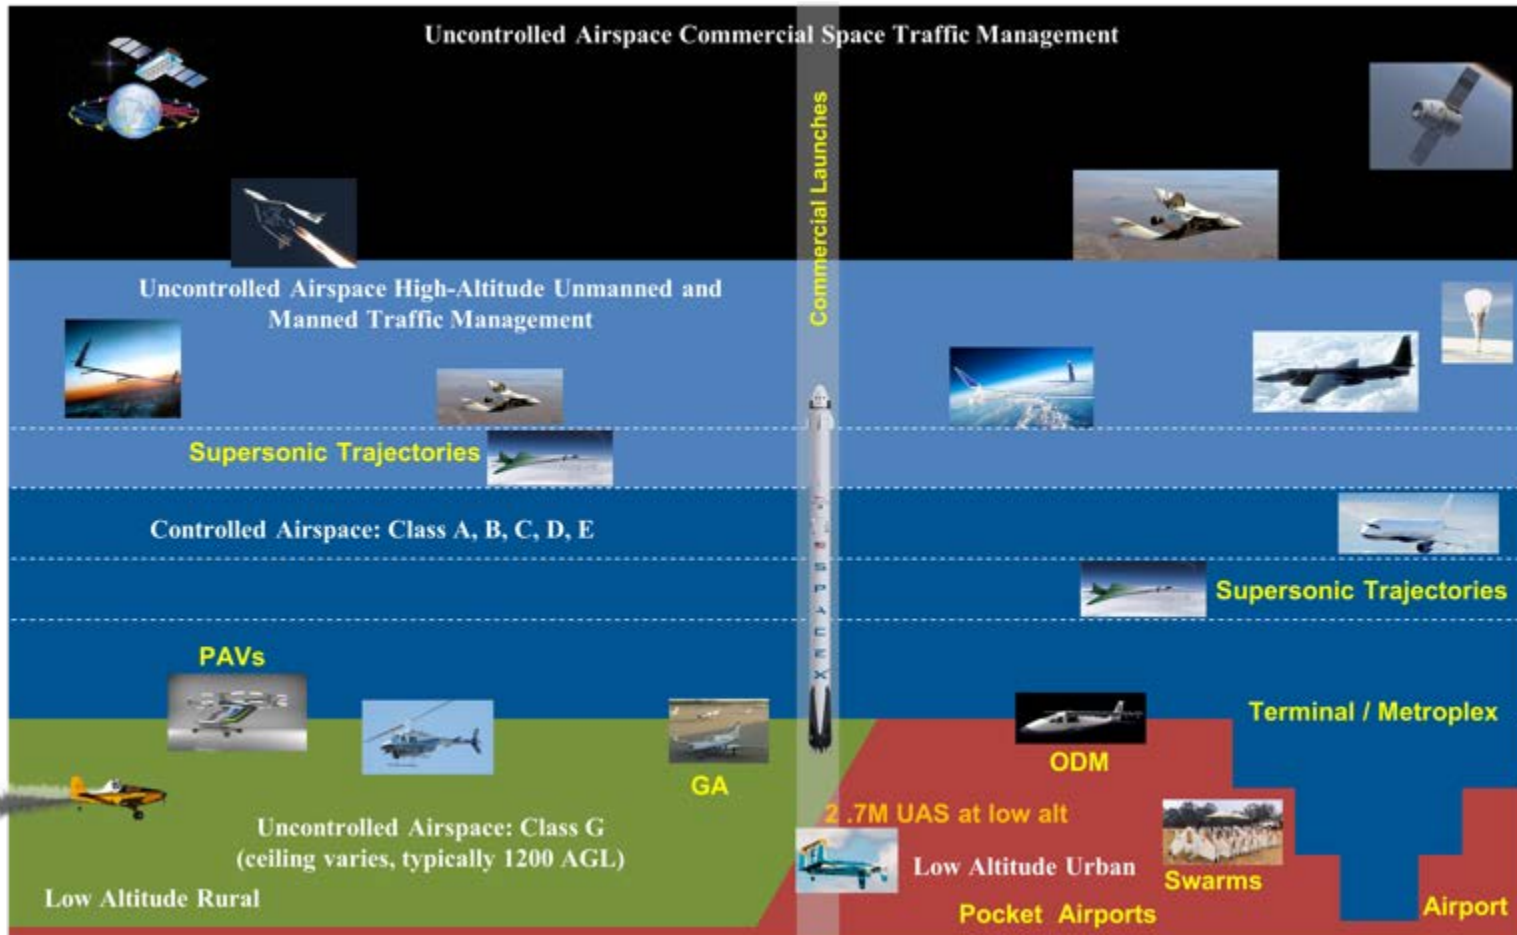 Uncontrolled Airspace Commercial Space Traffic Management
Commercial Launches
Uncontrolled Airspace High-Altitude Unmanned and
Manned Traffic Management
Supersonic Trajectories
Controlled Airspace: Class A, B, C, D, E
Supersonic Trajectories
SPACEX
PAVs
Terminal / Metroplex
ODM
GA
2.7M UAS at low alt
Uncontrolled Airspace: Class G
(ceiling varies, typically 1200 AGL)
Low Altitude Urban
Swarms
Low Altitude Rural
Pocket Airports
Airport